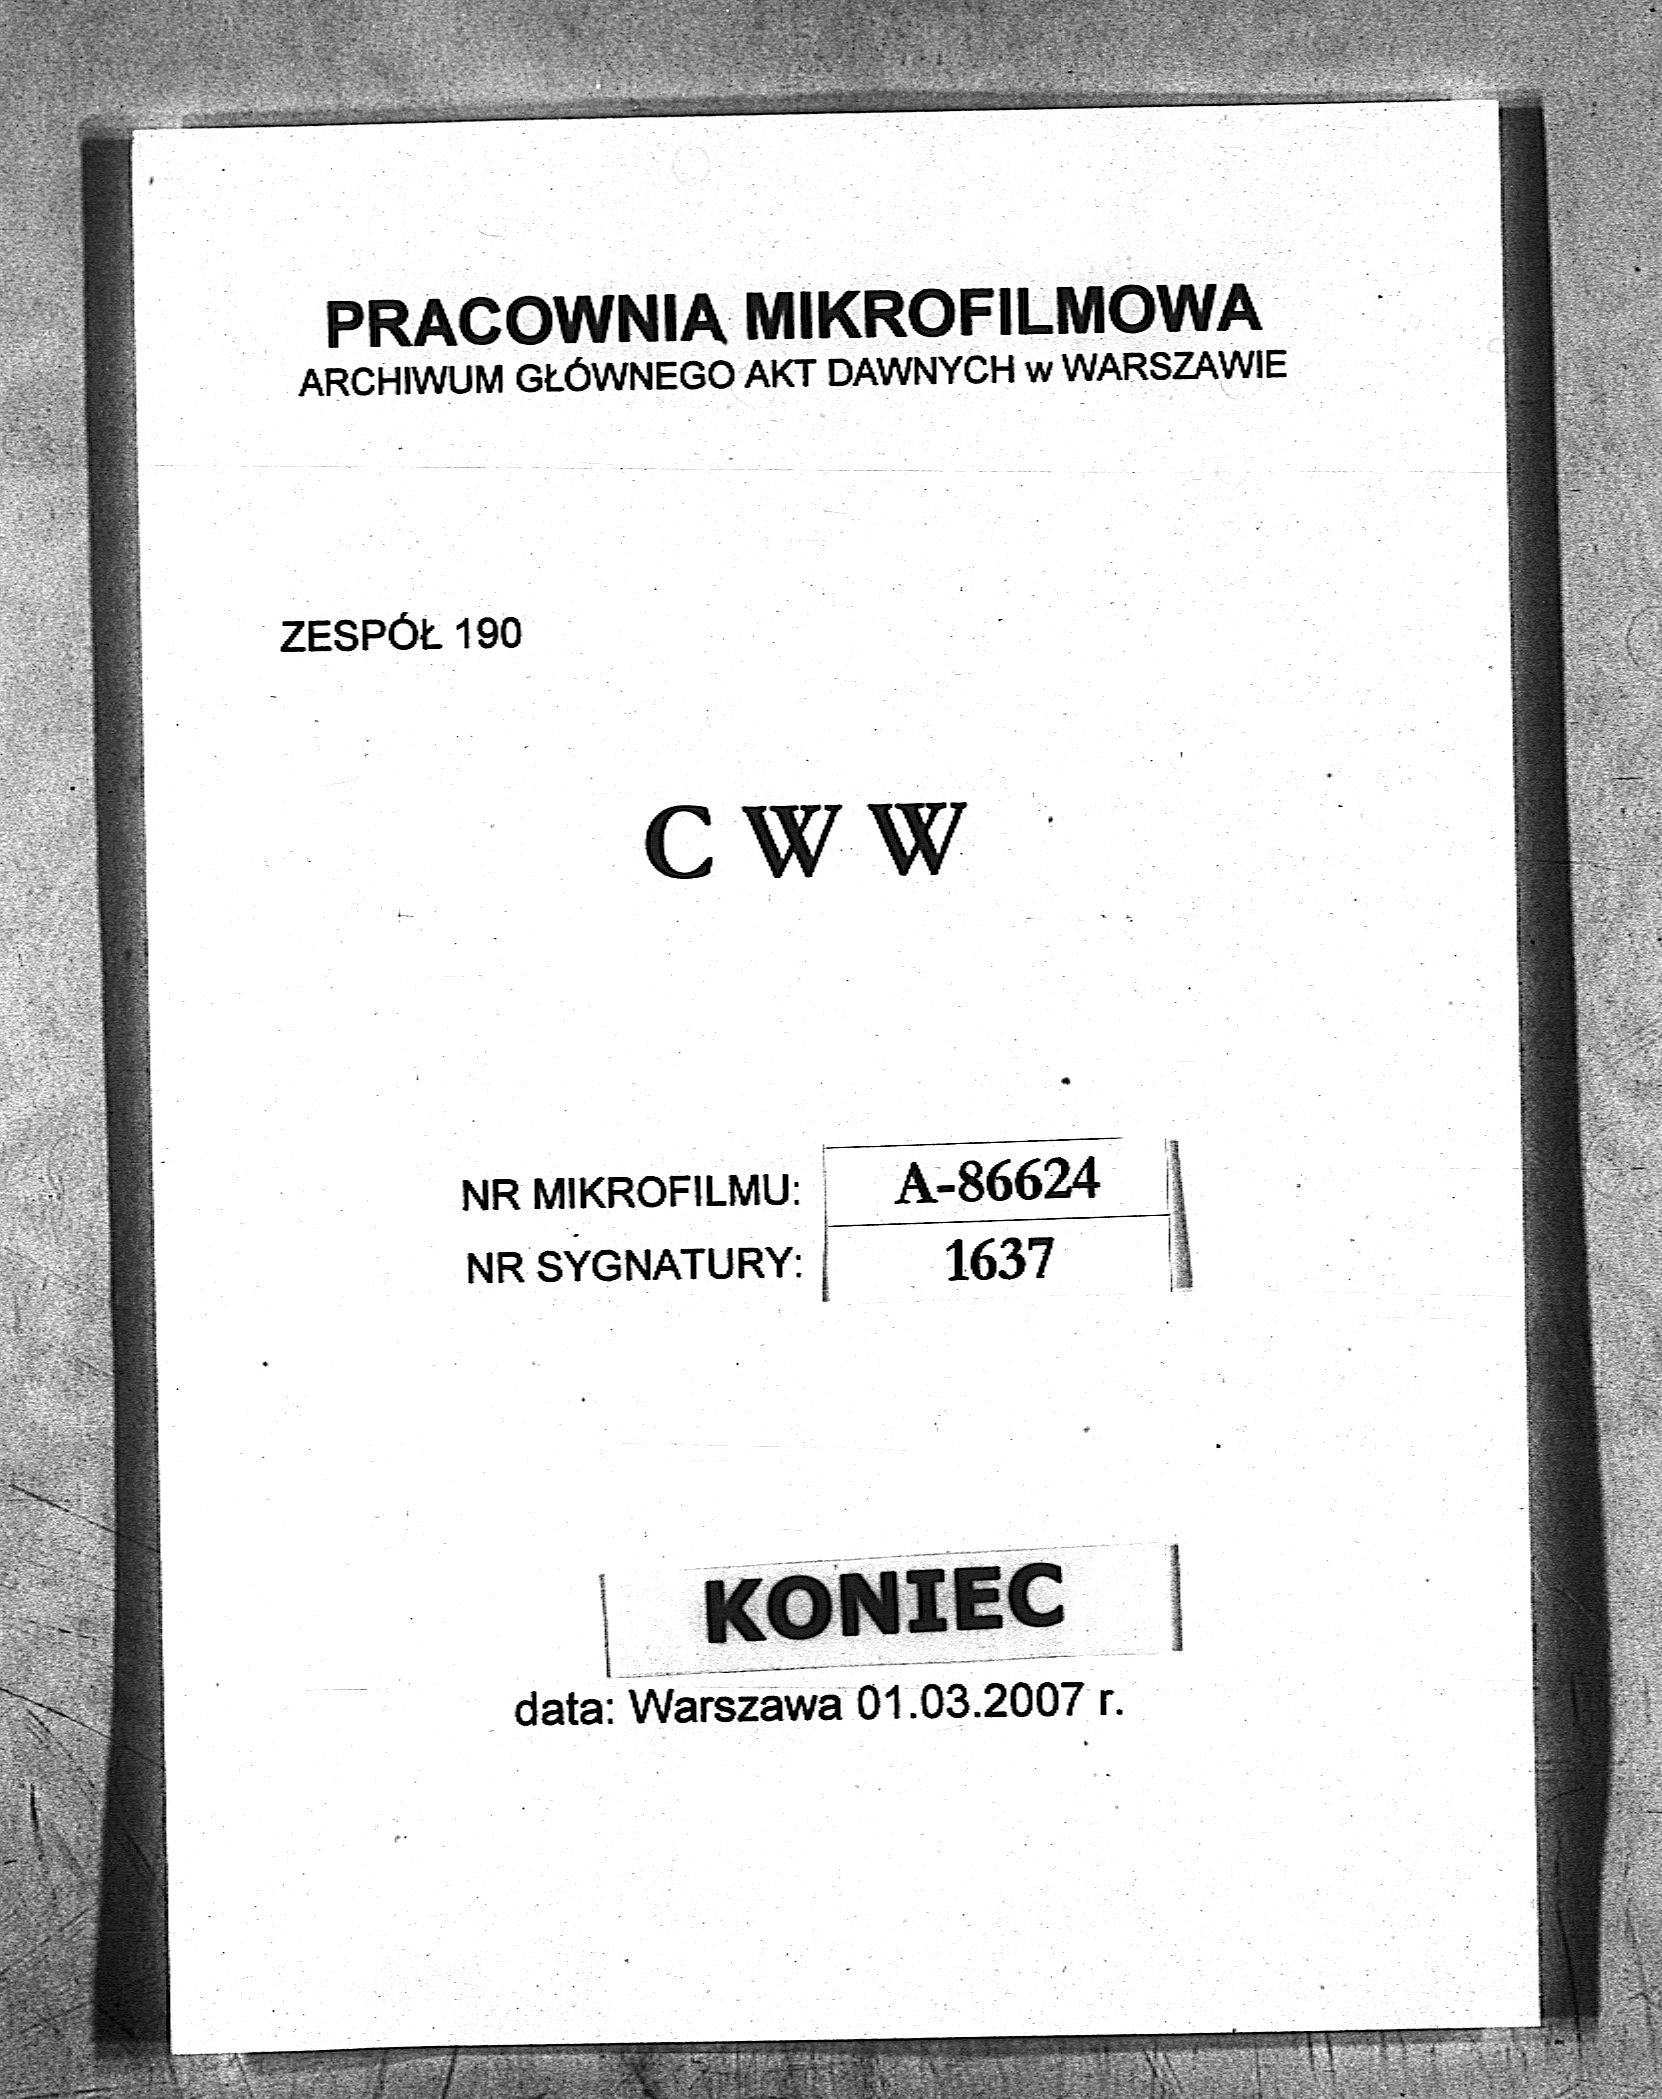 PRACOWNIA MIKROFILMOWA
ARCHIWUM GŁÓWNEGO AKT DAWNYCH w WARSZAWIE
ZESPÓŁ 190
C W W
NR MIKROFILMU: A-86624
NR SYGNATURY: 1637
KONIEC
data: Warszawa 01.03.2007 r.